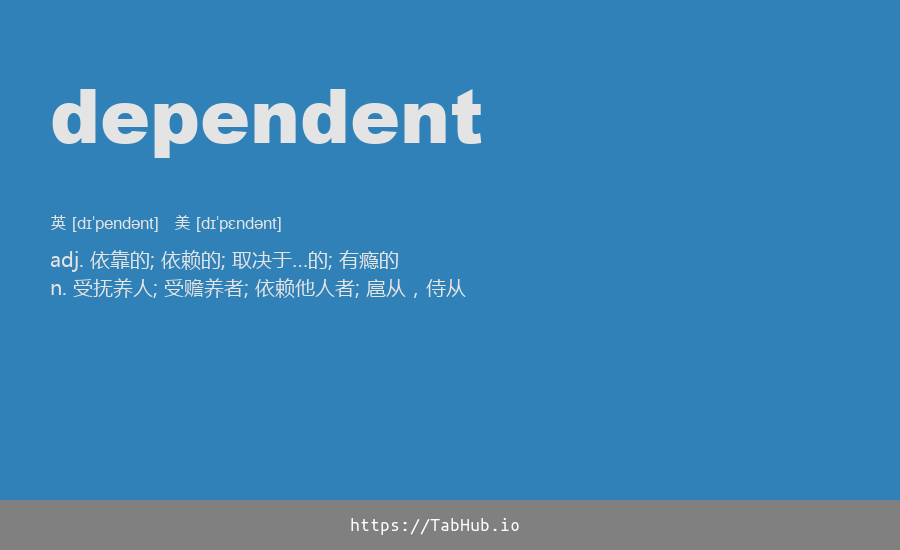 dependent
英 [dɪˈpendənt] 美 [dɪˈpɛndənt]
adj. 依靠的; 依赖的; 取决于…的; 有瘾的
n. 受抚养人; 受赡养者; 依赖他人者; 扈从，侍从
https://TabHub.io